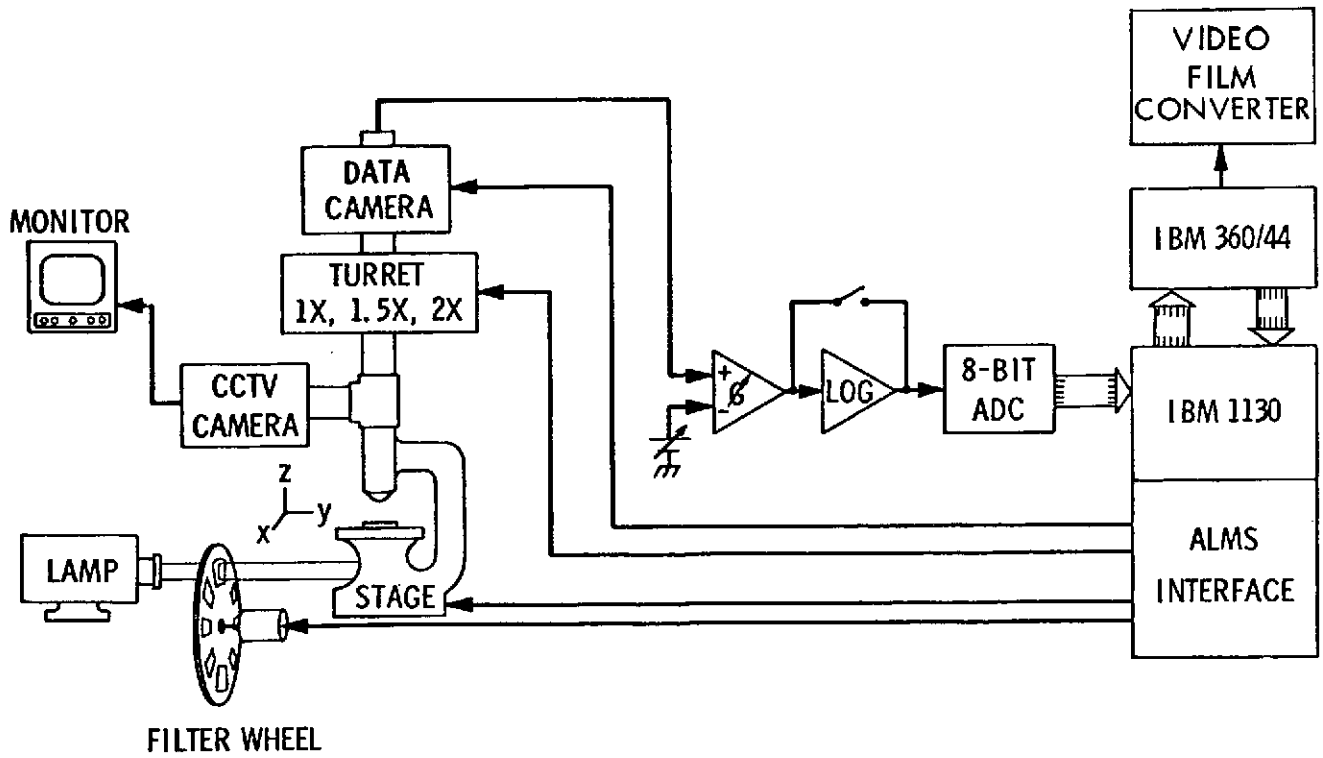 VIDEO
FILM
CONVERTER
DATA
CAMERA
MONITOR
IBM 360/44
TURRET
1X, 1.5X, 2X
CCTV
CAMERA
+
-
G
LOG
8-BIT
ADC
IBM 1130
z
x
y
LAMP
STAGE
ALMS
INTERFACE
FILTER WHEEL